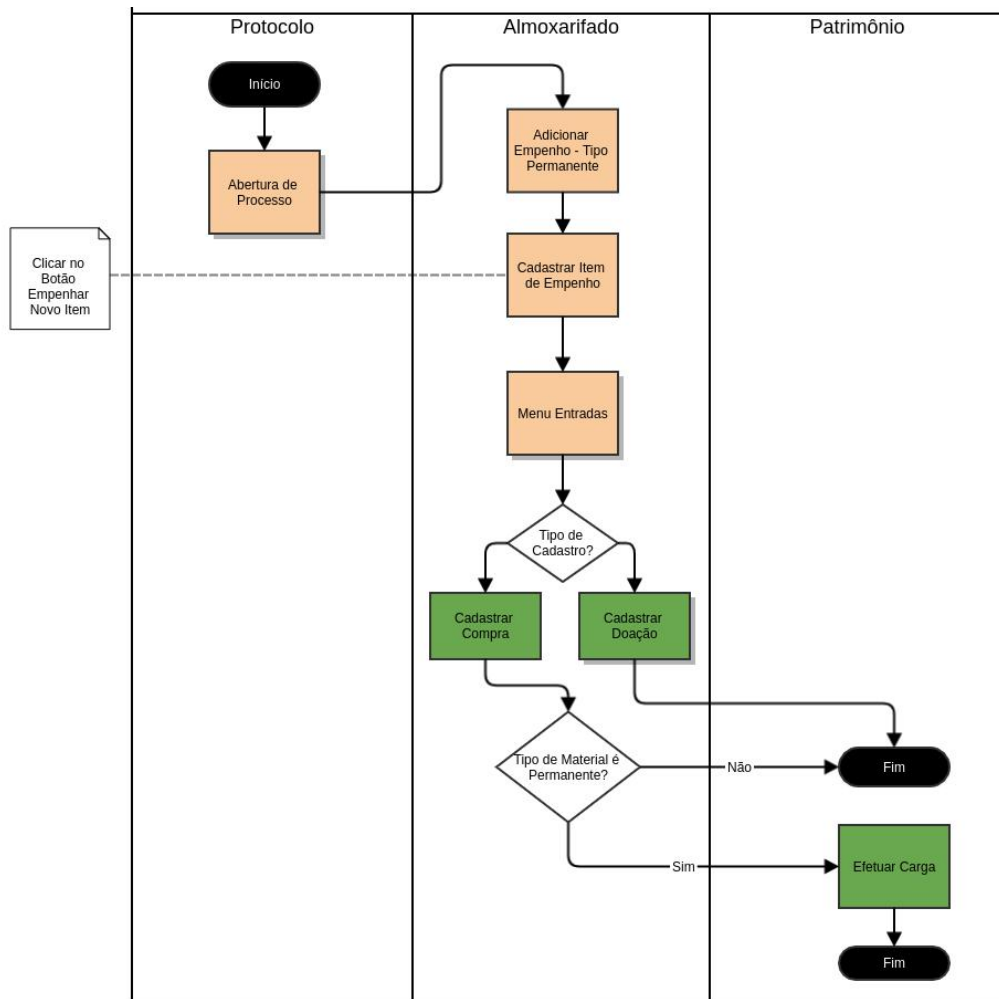 Protocolo
Almoxarifado
Patrimônio
Início
Abertura de
Processo
Adicionar
Empenho - Tipo
Permanente
Clicar no
Botão
Empenhar
Novo Item
Cadastrar Item
de Empenho
Menu Entradas
Tipo de
Cadastro?
Cadastrar
Compra
Cadastrar
Doação
Tipo de Material é
Permanente?
Não
Fim
Sim
Efetuar Carga
Fim